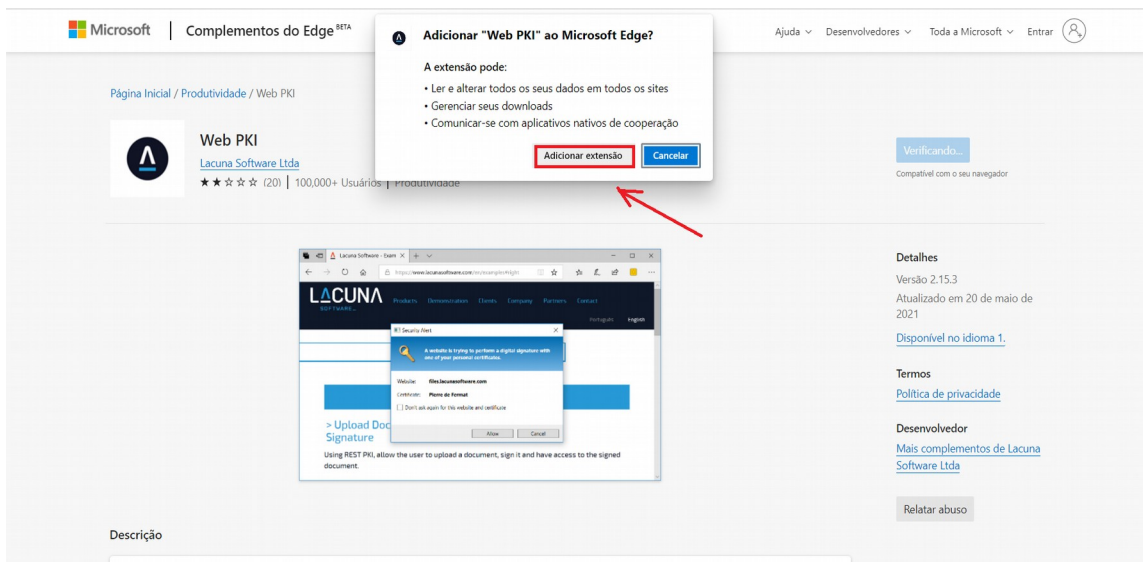 Microsoft
Complementos do Edge BETA
Ajuda
Desenvolvedores
Toda a Microsoft
Entrar
Adicionar "Web PKI" ao Microsoft Edge?
A extensão pode:
• Ler e alterar todos os seus dados em todos os sites
• Gerenciar seus downloads
• Comunicar-se com aplicativos nativos de cooperação
Adicionar extensão
Cancelar
Página Inicial / Produtividade / Web PKI
Web PKI
Lacuna Software Ltda
(20) | 100,000+ Usuários | Produtividade
Verificando...
Compatível com o seu navegador
Lacuna Software - Exam
LACUNA
SOFTWARE
Products Demonstration Clients Company Partners Contact
Português English
Security Alert
A website is trying to perform a digital signature with
one of your personal certificates.
Website: files.lacunasoftware.com
Certificate: Pierre de Fermat
Don't ask again for this website and certificate
Allow
Cancel
> Upload Doc
Signature
Using REST PKI, allow the user to upload a document, sign it and have access to the signed
document.
Detalhes
Versão 2.15.3
Atualizado em 20 de maio de
2021
Disponível no idioma 1.
Termos
Política de privacidade
Desenvolvedor
Mais complementos de Lacuna
Software Ltda
Relatar abuso
Descrição